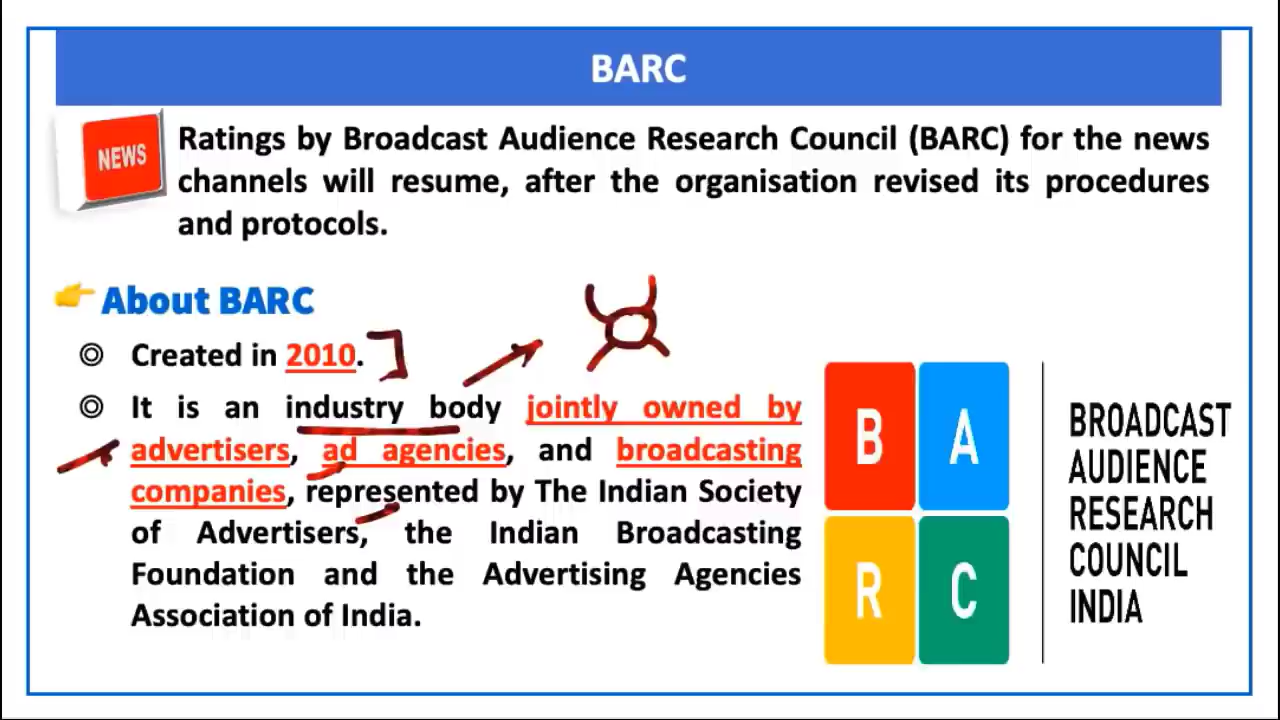 BARC
NEWS
Ratings by Broadcast Audience Research Council (BARC) for the news
channels will resume, after the organisation revised its procedures
and protocols.
About BARC
Created in 2010.
It is an industry body jointly owned by
advertisers, ad agencies, and broadcasting
companies, represented by The Indian Society
of Advertisers, the Indian Broadcasting
Foundation and the Advertising Agencies
Association of India.
B A
R C
BROADCAST
AUDIENCE
RESEARCH
COUNCIL
INDIA